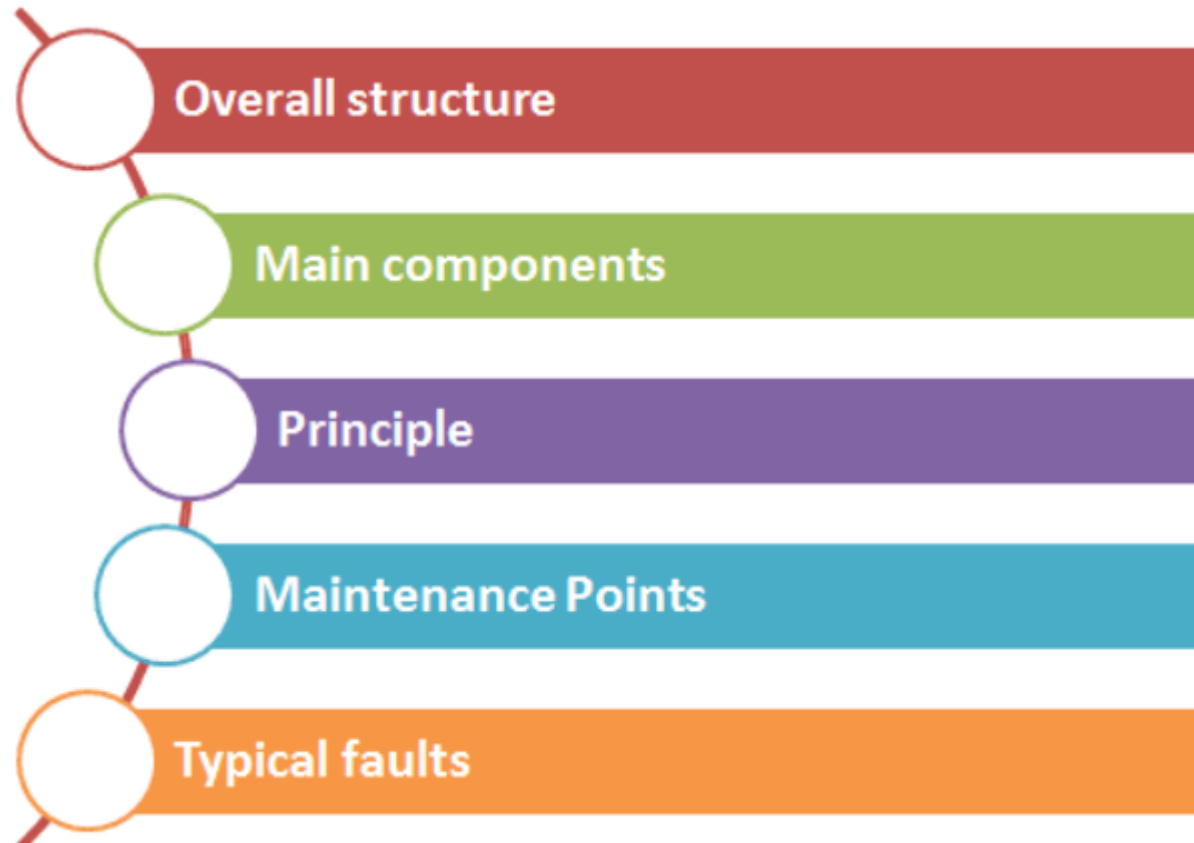 Overall structure
Main components
Principle
Maintenance Points
Typical faults